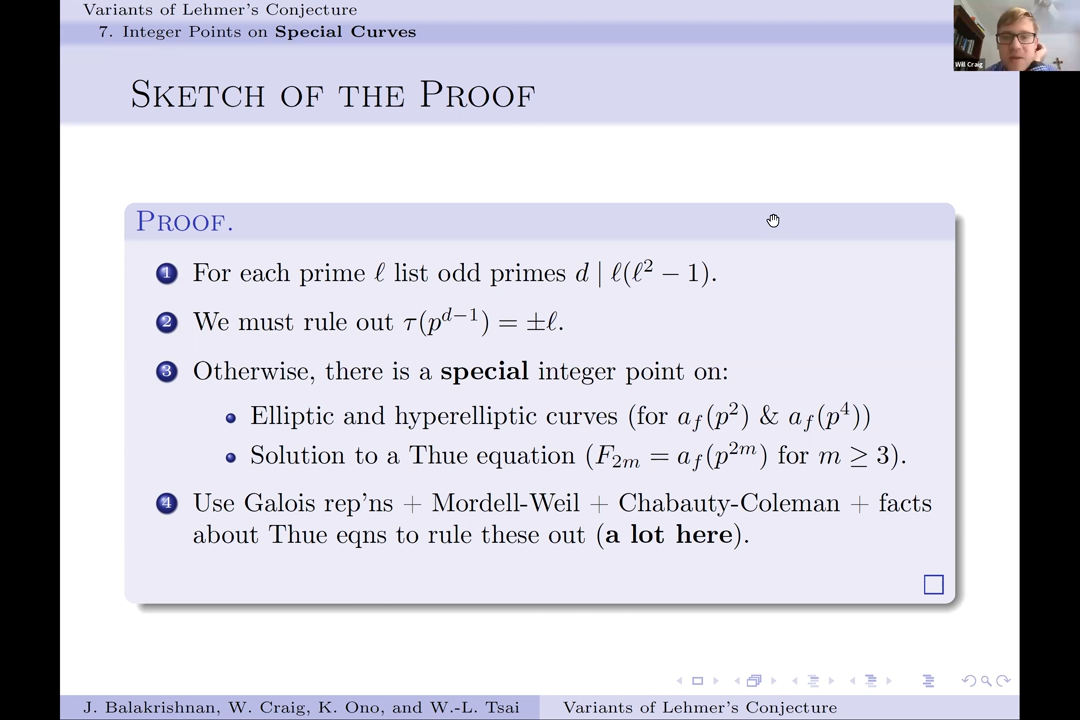 Variants of Lehmer's Conjecture
7. Integer Points on Special Curves
Will Craig
Sketch of the Proof
Proof.
1 For each prime ℓ list odd primes d | ℓ(ℓ² − 1).
2 We must rule out τ(p^{d−1}) = ±ℓ.
3 Otherwise, there is a special integer point on:
• Elliptic and hyperelliptic curves (for a_f(p²) & a_f(p⁴))
• Solution to a Thue equation (F_{2m} = a_f(p^{2m}) for m ≥ 3).
4 Use Galois rep'ns + Mordell-Weil + Chabauty-Coleman + facts
about Thue eqns to rule these out (a lot here).
J. Balakrishnan, W. Craig, K. Ono, and W.-L. Tsai
Variants of Lehmer's Conjecture